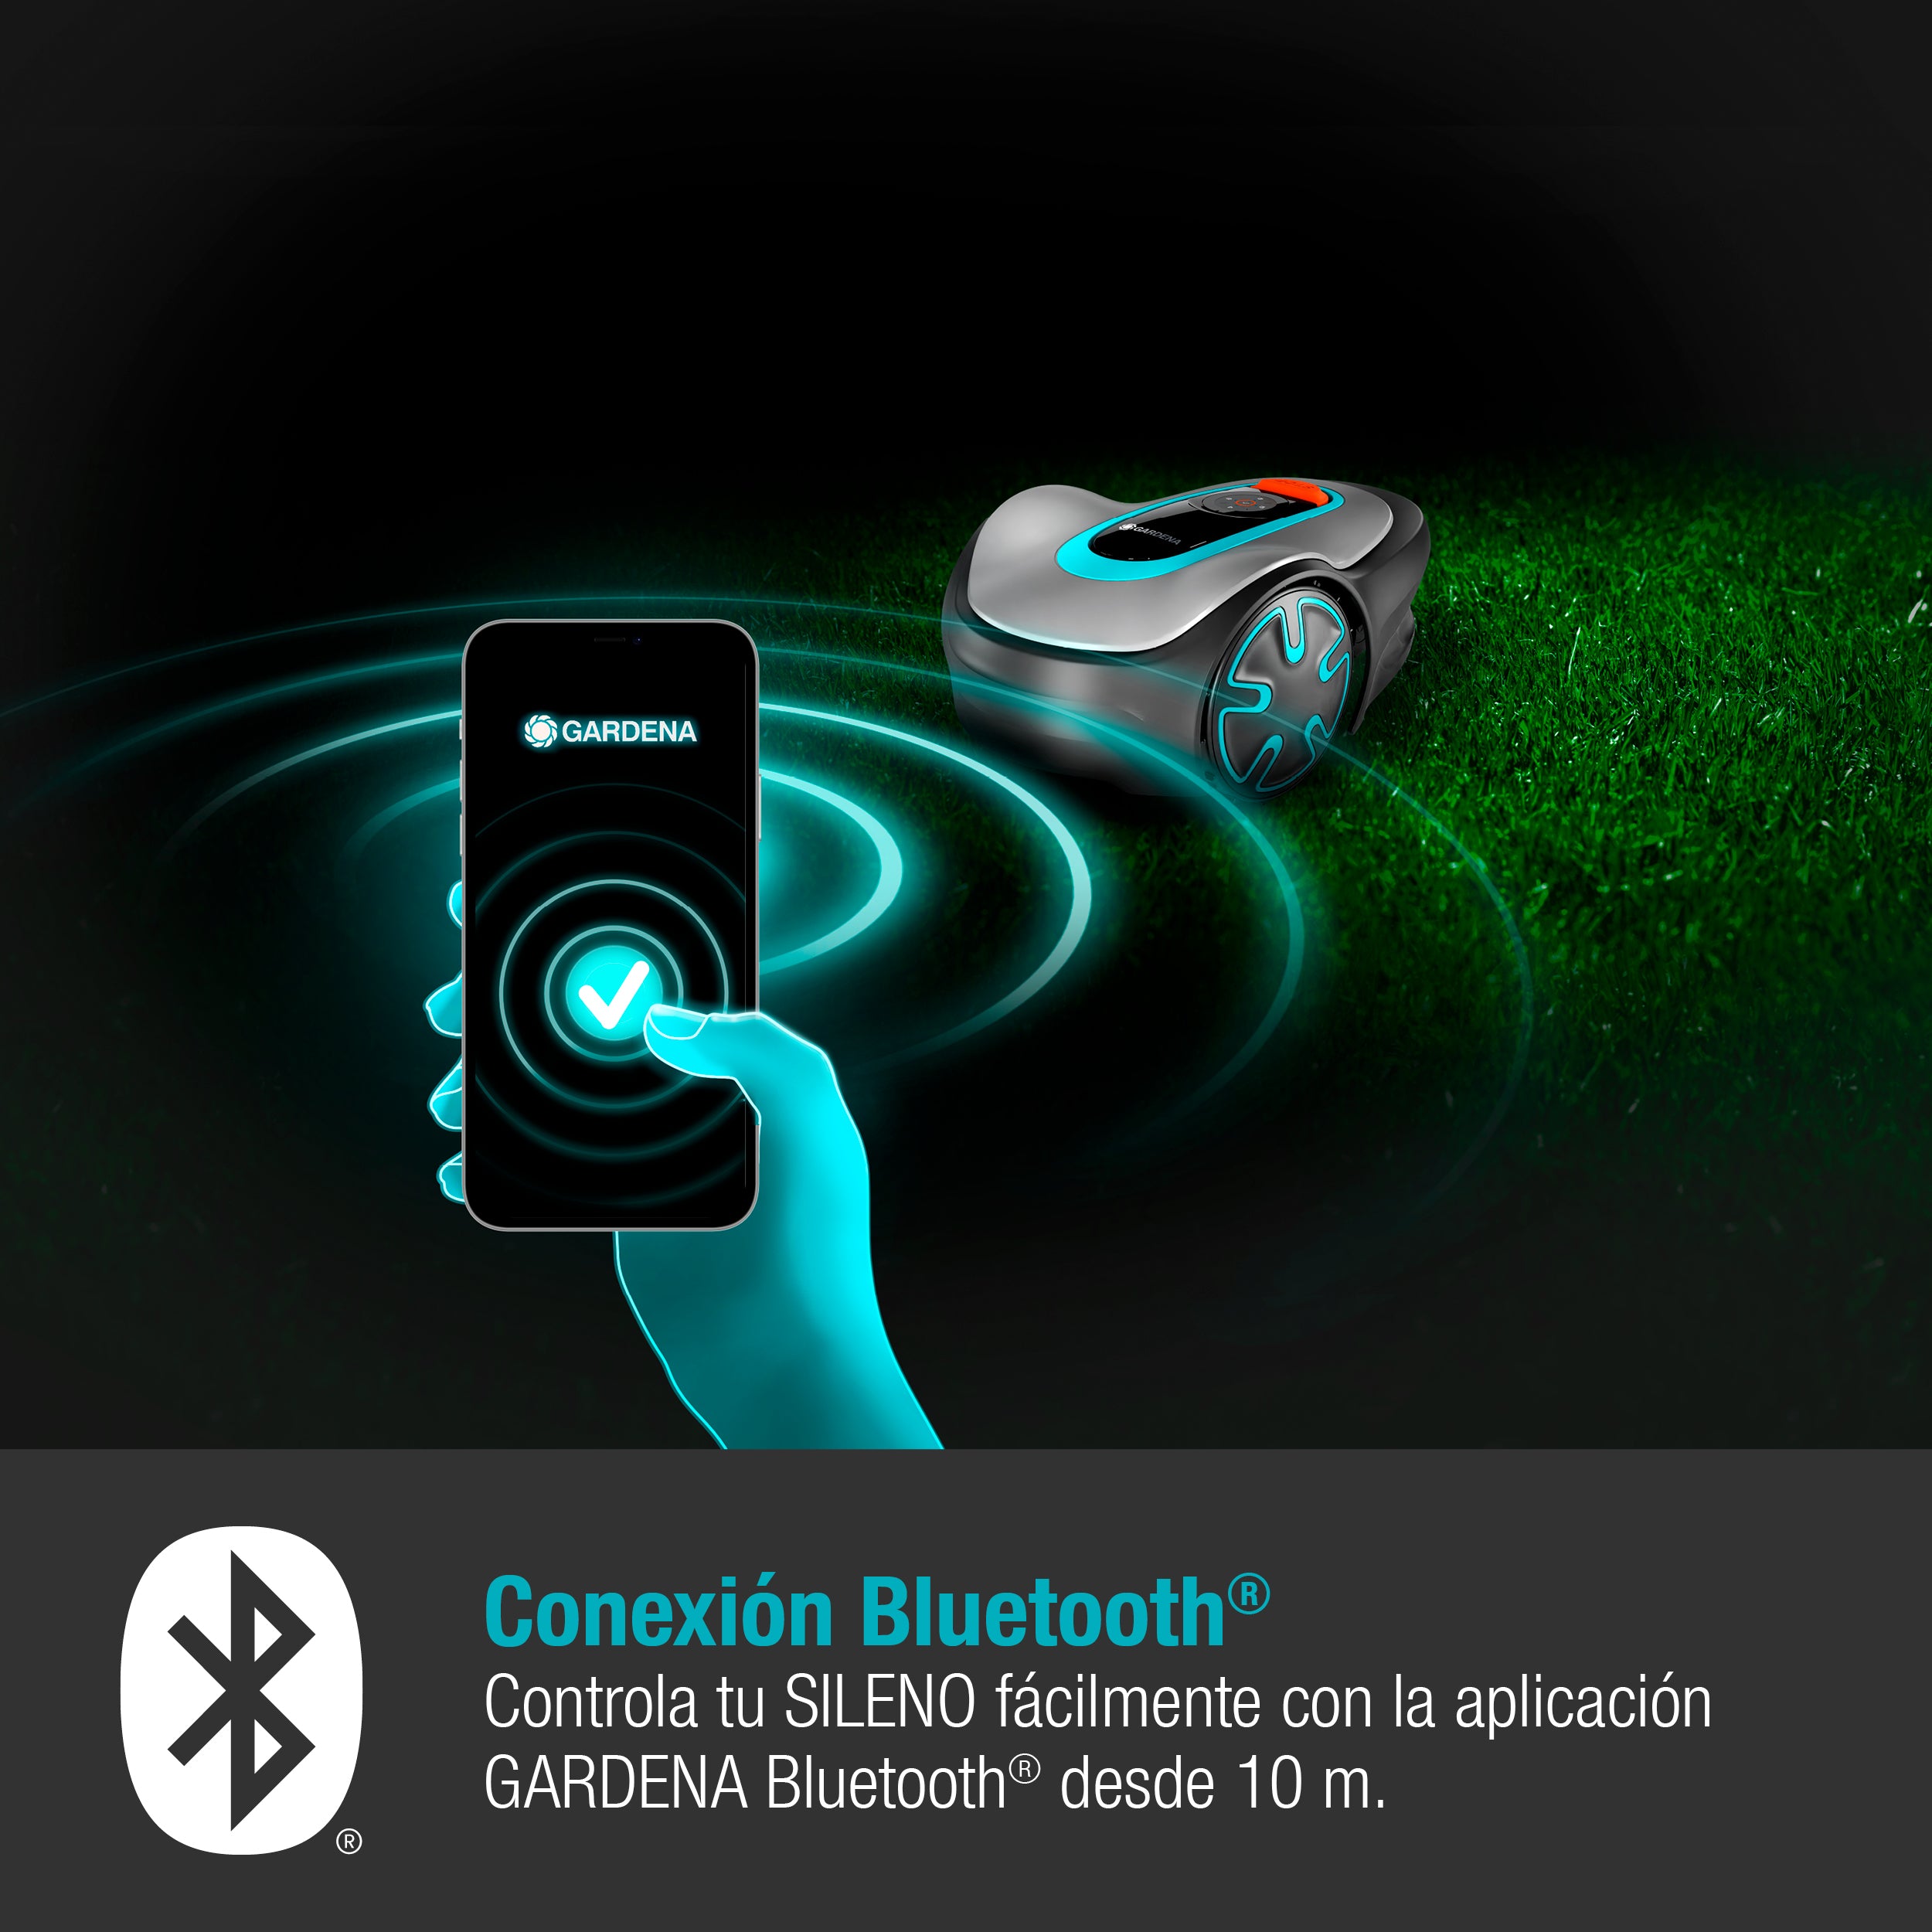 GARDENA
GARDENA
Conexión Bluetooth®
Controla tu SILENO fácilmente con la aplicación
GARDENA Bluetooth® desde 10 m.
®